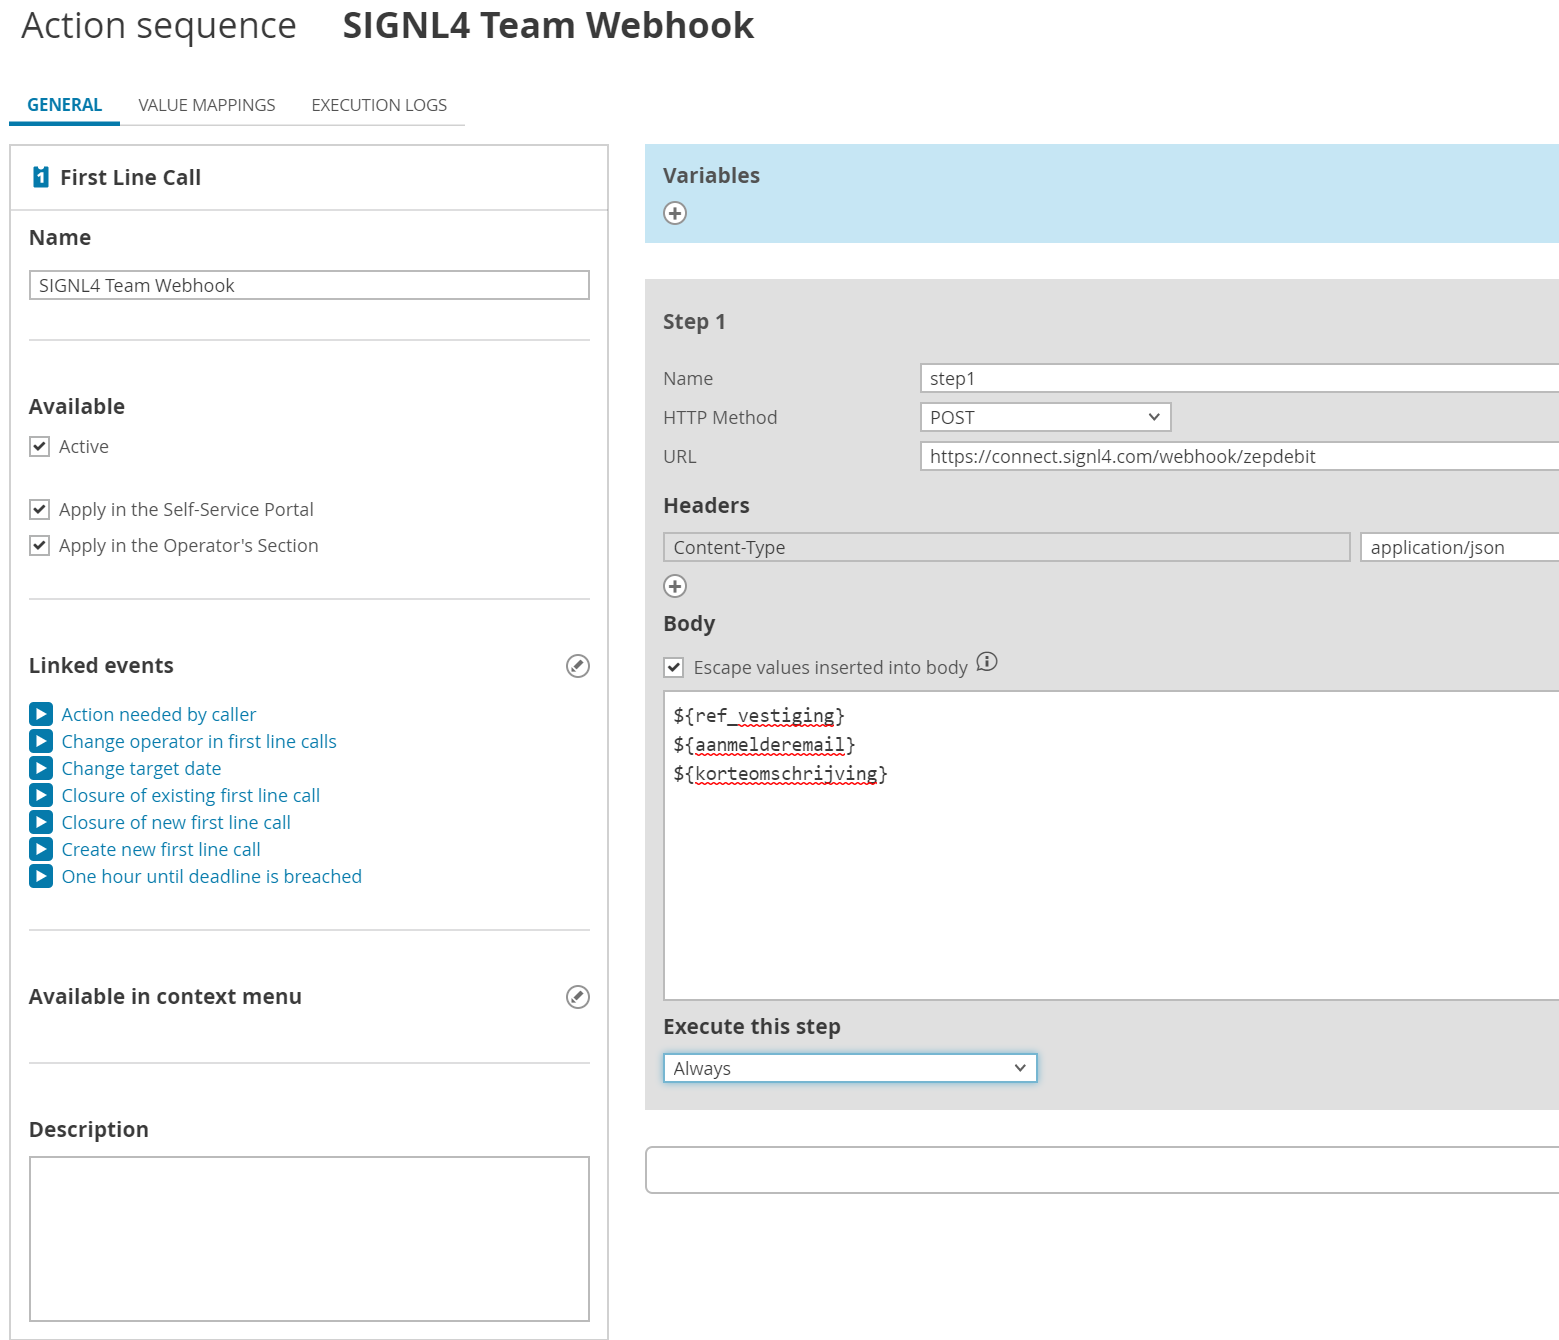 Action sequence SIGNL4 Team Webhook
GENERAL VALUE MAPPINGS EXECUTION LOGS
1 First Line Call
Name
SIGNL4 Team Webhook
Available
Active
Apply in the Self-Service Portal
Apply in the Operator's Section
Linked events
Action needed by caller
Change operator in first line calls
Change target date
Closure of existing first line call
Closure of new first line call
Create new first line call
One hour until deadline is breached
Available in context menu
Description
Variables
Step 1
Name step1
HTTP Method POST
URL https://connect.signl4.com/webhook/zepdebit
Headers
Content-Type application/json
Body
Escape values inserted into body
${ref_vestiging}
${aanmelderemail}
${korteomschrijving}
Execute this step
Always